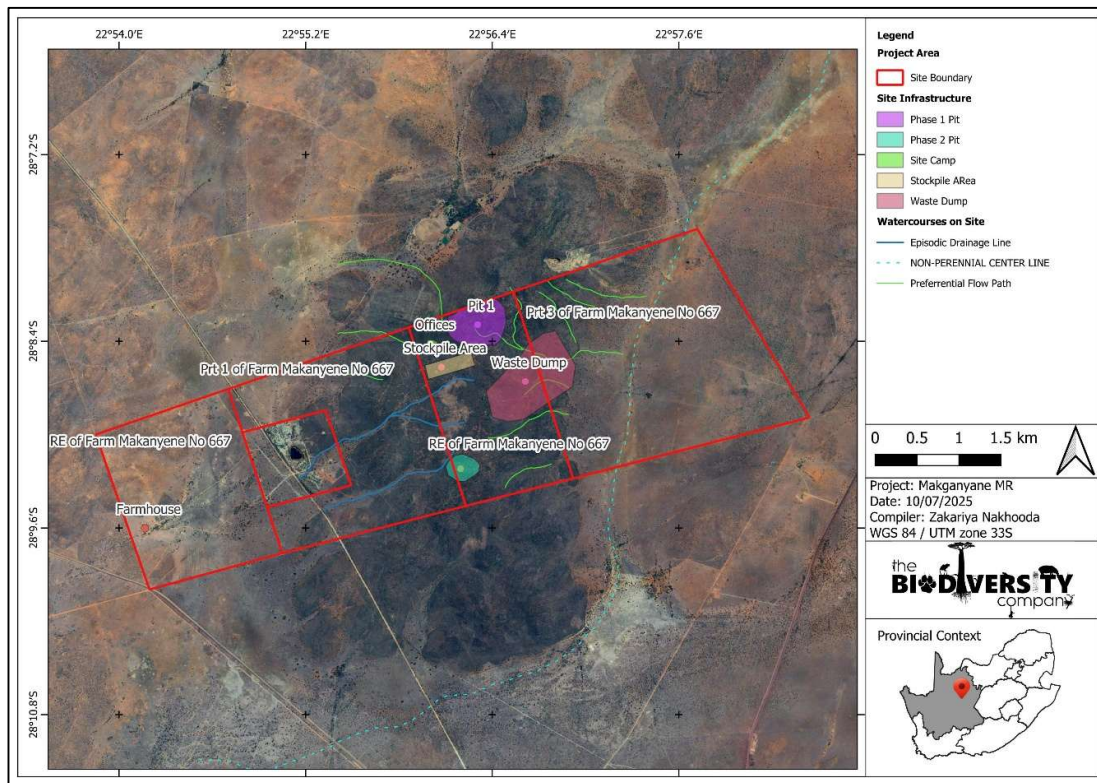 22°54.0'E
22°55.2'E
22°56.4'E
22°57.6'E
28°7.2'S
28°8.4'S
28°9.6'S
28°10.8'S
Pit 1
Prt 3 of Farm Makanyene No 667
Offices
Stockpile Area
Waste Dump
Prt 1 of Farm Makanyene No 667
RE of Farm Makanyene No 667
RE of Farm Makanyene No 667
Farmhouse
Legend
Project Area
Site Boundary
Site Infrastructure
Phase 1 Pit
Phase 2 Pit
Site Camp
Stockpile ARea
Waste Dump
Watercourses on Site
Episodic Drainage Line
NON-PERENNIAL CENTER LINE
Preferrential Flow Path
0 0.5 1 1.5 km
Project: Makganyane MR
Date: 10/07/2025
Compiler: Zakariya Nakhooda
WGS 84 / UTM zone 33S
the
BIODIVERSITY
company
Provincial Context